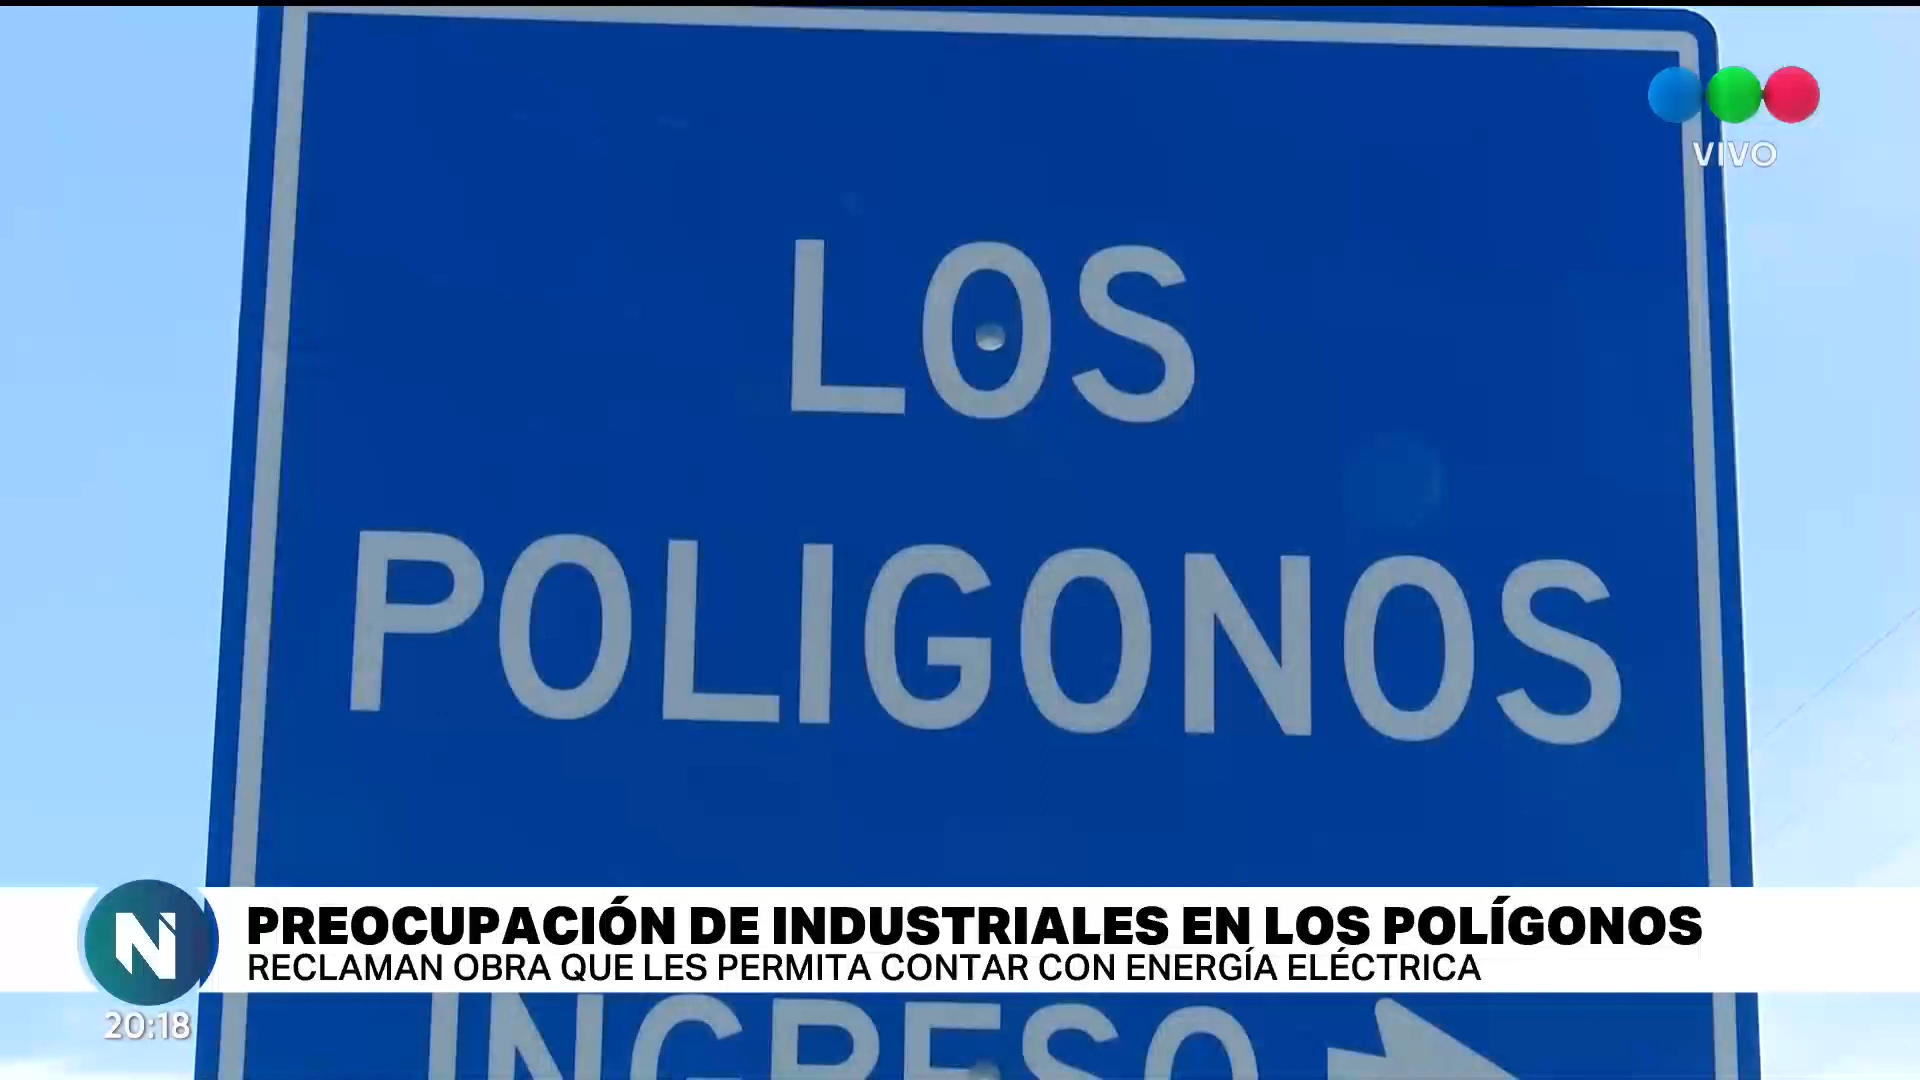 VIVO
LOS
POLIGONOS
N
PREOCUPACIÓN DE INDUSTRIALES EN LOS POLÍGONOS
RECLAMAN OBRA QUE LES PERMITA CONTAR CON ENERGÍA ELÉCTRICA
20:18
INGRESO